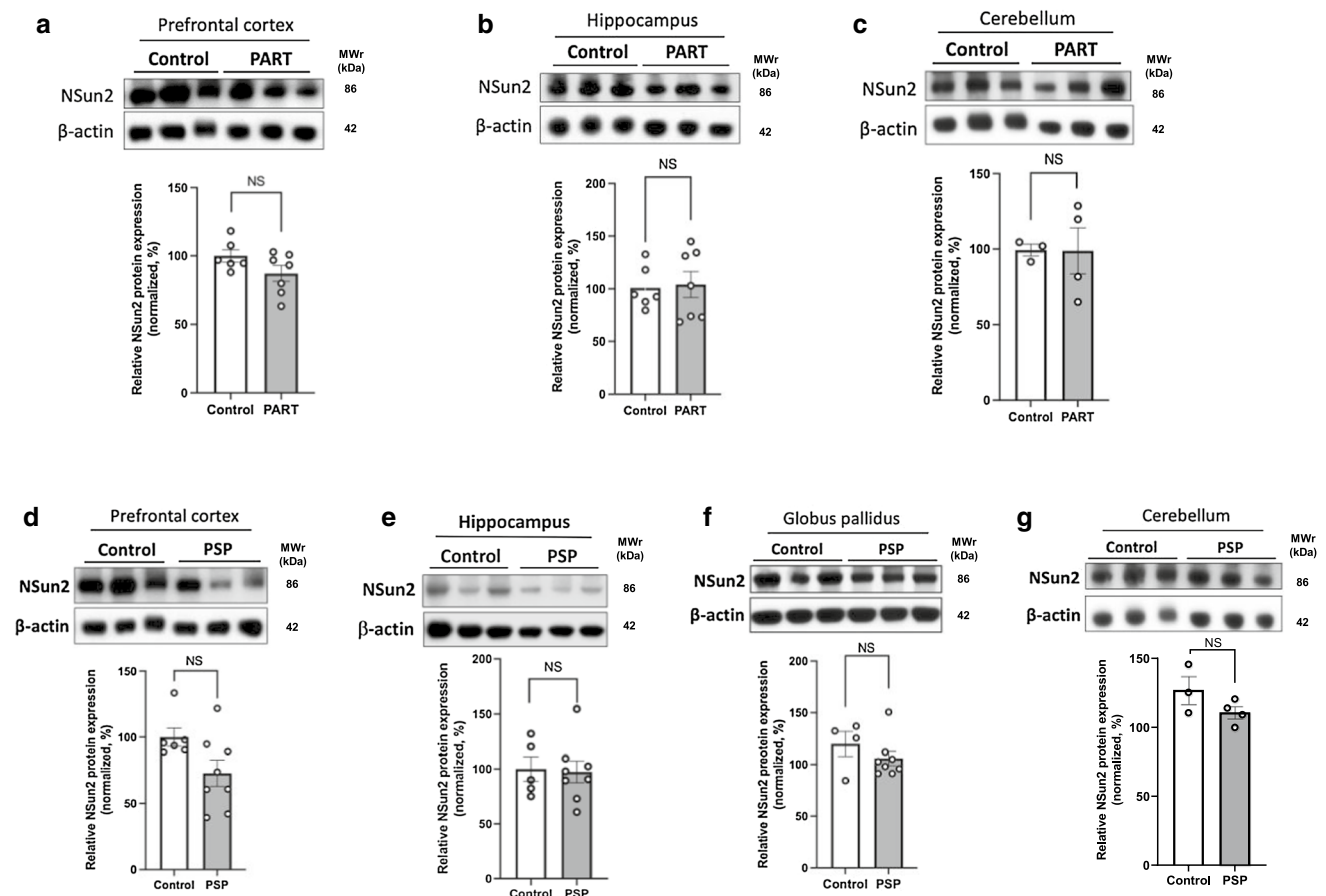 a
Prefrontal cortex
Control PART
MWr
(kDa)
NSun2
86
β-actin
42
Relative NSun2 protein expression
(normalized, %)
150
100
50
0
NS
Control PART
b
Hippocampus
Control PART
MWr
(kDa)
NSun2
86
β-actin
42
Relative NSun2 protein expression
(normalized, %)
200
150
100
50
0
NS
Control PART
c
Cerebellum
Control PART
MWr
(kDa)
NSun2
86
β-actin
42
Relative NSun2 protein expression
(normalized, %)
150
100
50
0
NS
Control PART
d
Prefrontal cortex
Control PSP
MWr
(kDa)
NSun2
86
β-actin
42
Relative NSun2 protein expression
(normalized, %)
150
100
50
0
NS
Control PSP
e
Hippocampus
Control PSP
MWr
(kDa)
NSun2
86
β-actin
42
Relative NSun2 protein expression
(normalized, %)
200
150
100
50
0
NS
Control PSP
f
Globus pallidus
Control PSP
MWr
(kDa)
NSun2
86
β-actin
42
Relative NSun2 protein expression
(normalized, %)
200
150
100
50
0
NS
Control PSP
g
Cerebellum
Control PSP
MWr
(kDa)
NSun2
86
β-actin
42
Relative NSun2 protein expression
(normalized, %)
150
100
50
0
NS
Control PSP